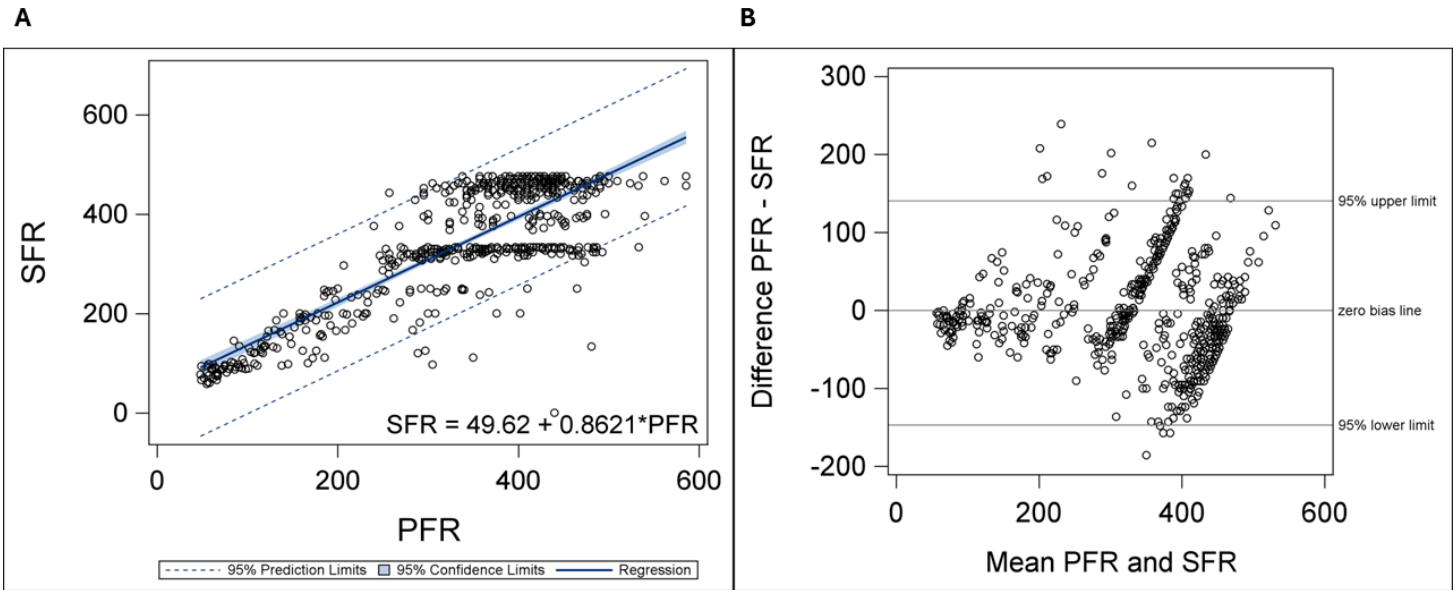 A
SFR
600
400
200
0
SFR = 49.62 + 0.8621*PFR
0 200 400 600
PFR
95% Prediction Limits 95% Confidence Limits Regression
B
Difference PFR - SFR
300
200
100
0
-100
-200
95% upper limit
zero bias line
95% lower limit
0 200 400 600
Mean PFR and SFR